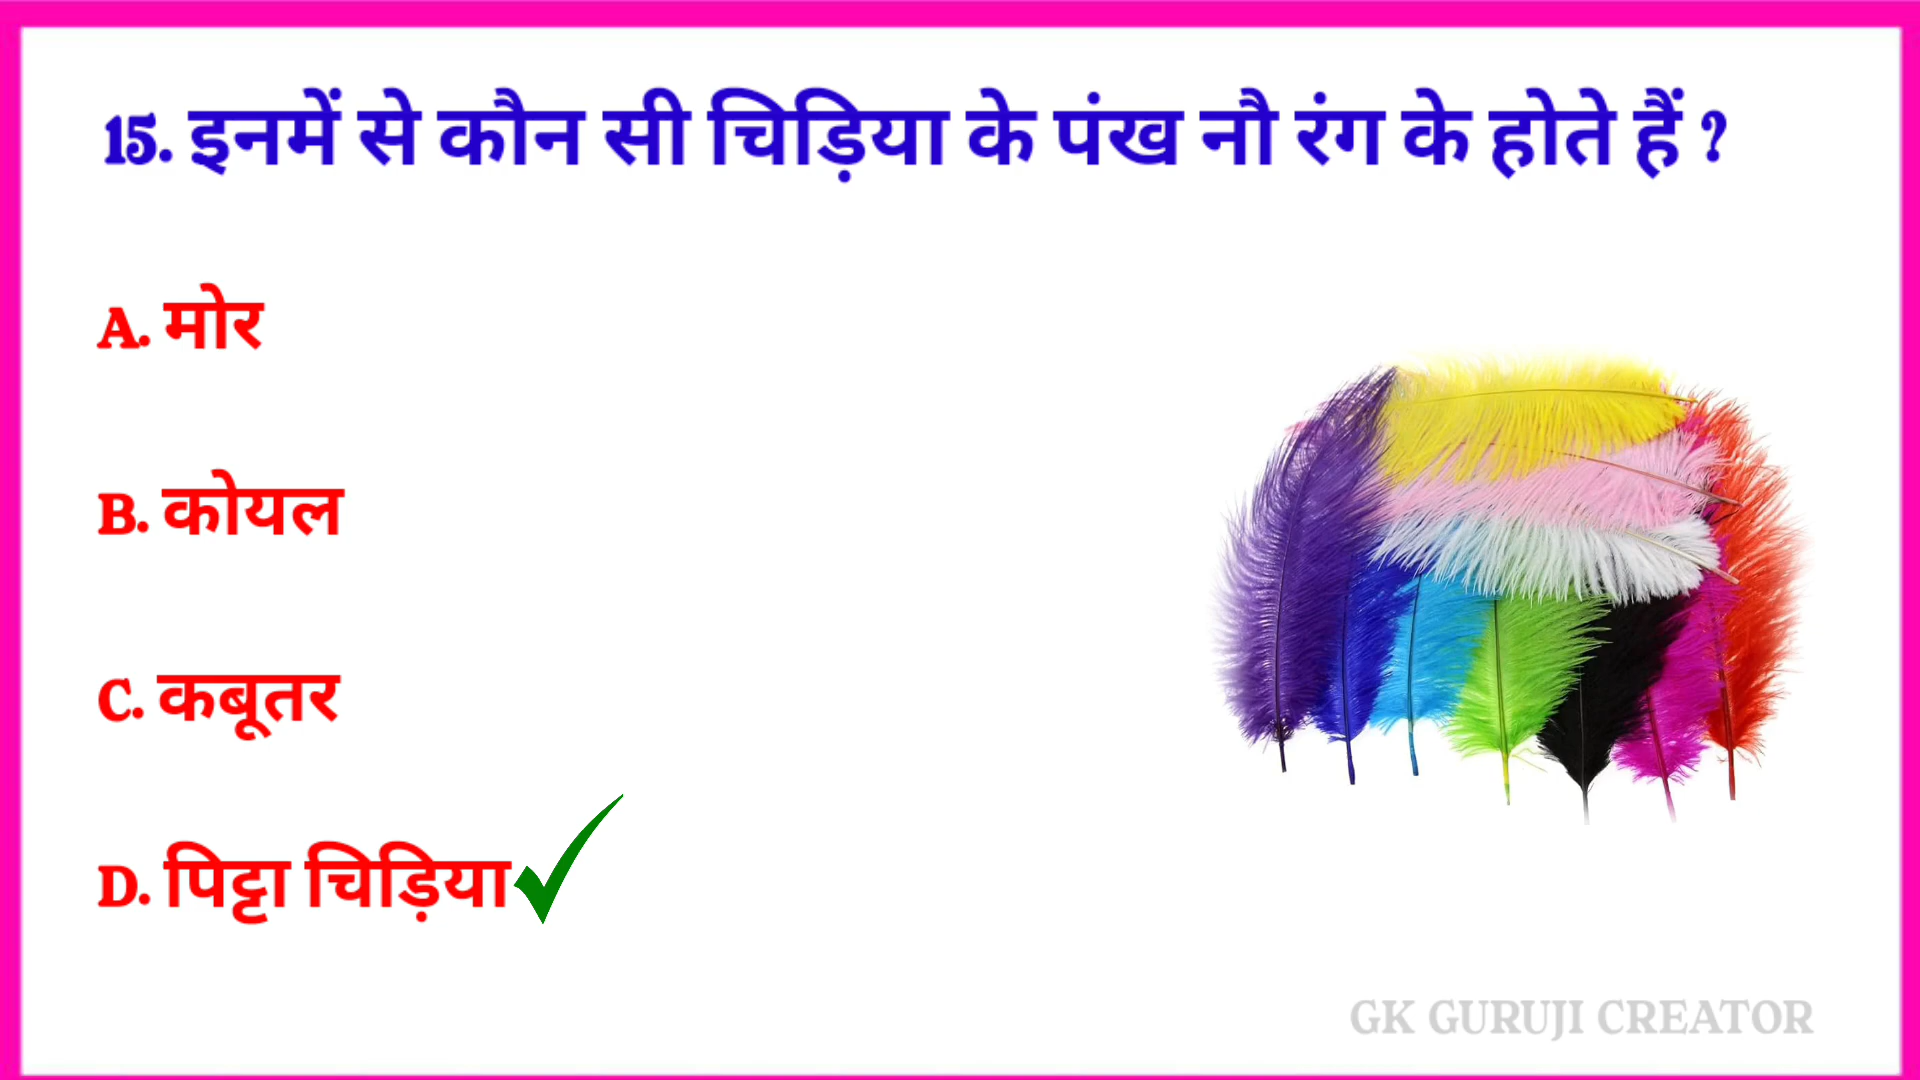 15. इनमें से कौन सी चिड़िया के पंख नौ रंग के होते हैं ?
A. मोर
B. कोयल
C. कबूतर
D. पिट्टा चिड़िया
GK GURUJI CREATOR